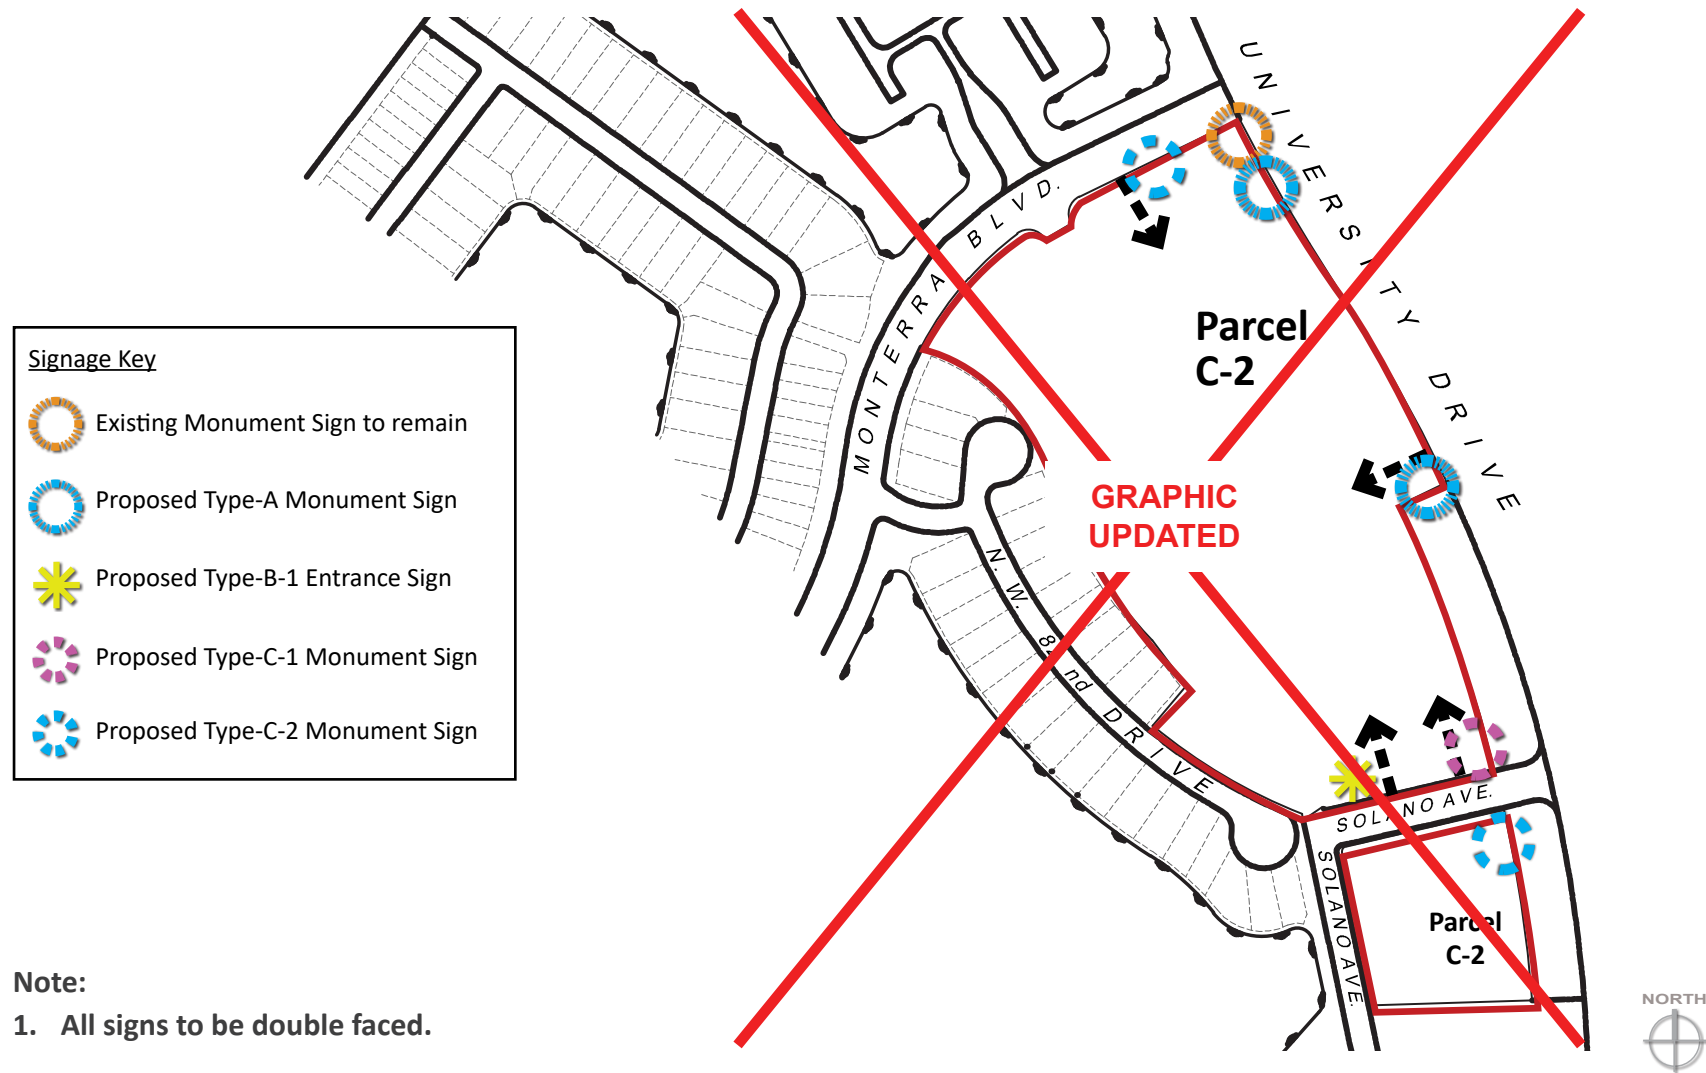 UNIVERSITY DRIVE
MONTERRA BLVD.
Parcel
C-2
Signage Key
Existing Monument Sign to remain
Proposed Type-A Monument Sign
Proposed Type-B-1 Entrance Sign
Proposed Type-C-1 Monument Sign
Proposed Type-C-2 Monument Sign
GRAPHIC
UPDATED
N. W. 82nd DRIVE
SOLANO AVE.
SOLANO AVE.
Parcel
C-2
Note:
1. All signs to be double faced.
NORTH